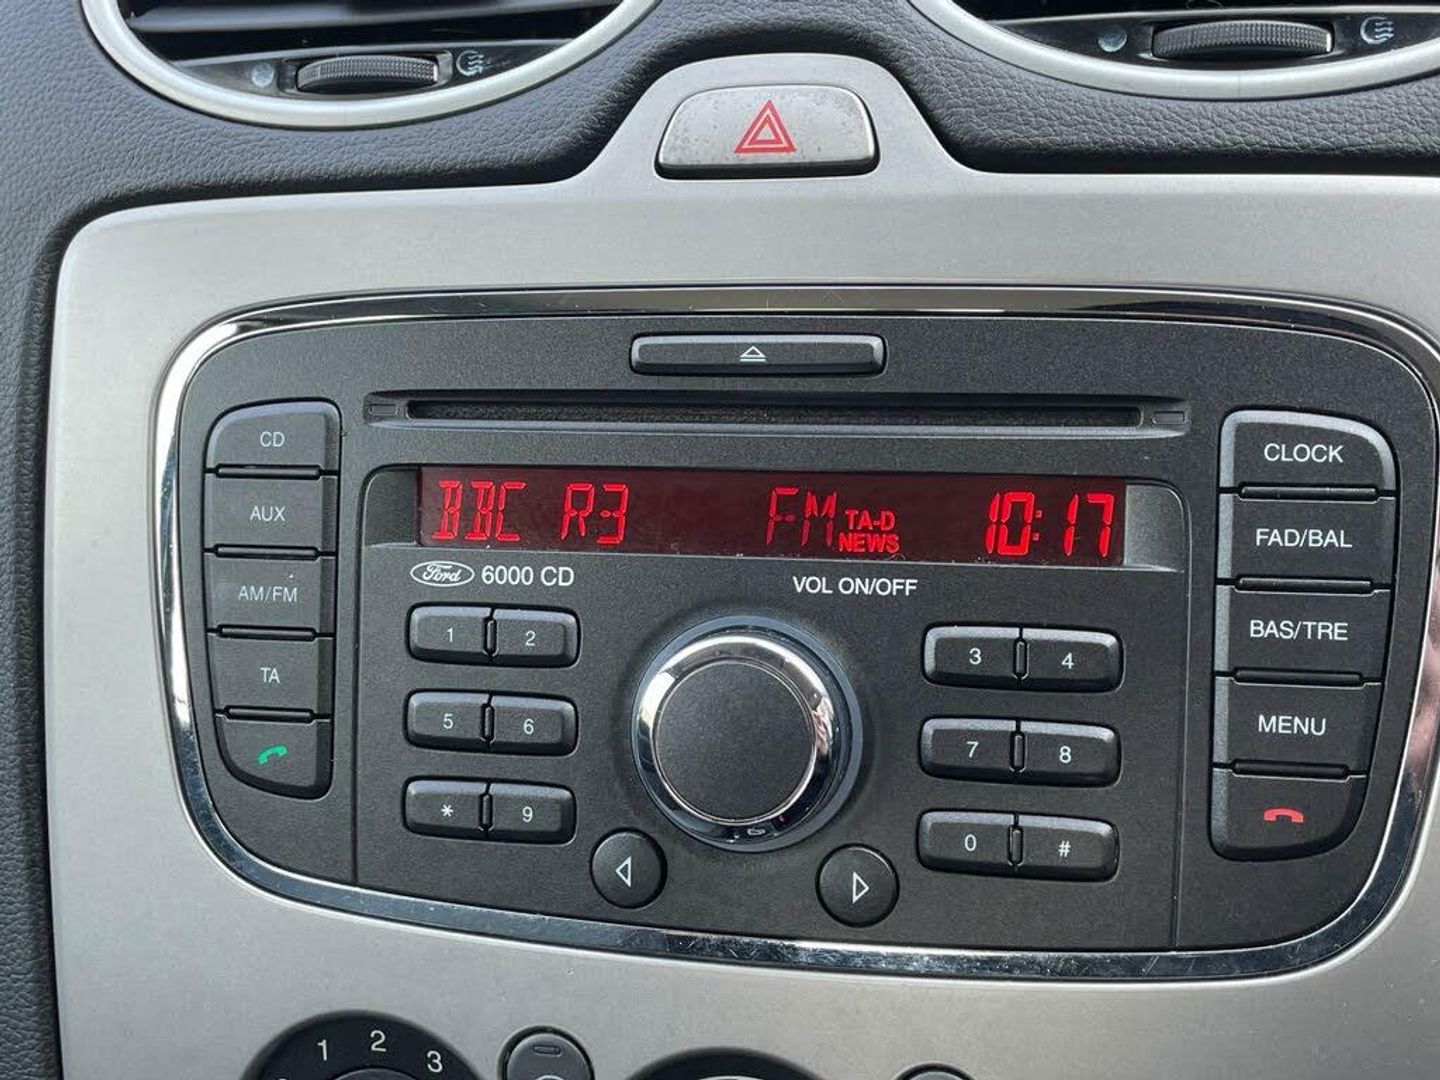 BBC R3 FM TA-D NEWS 10:17
Ford 6000 CD
VOL ON/OFF
CD
AUX
AM/FM
TA
1 2
5 6
* 9
3 4
7 8
0 #
CLOCK
FAD/BAL
BAS/TRE
MENU
1 2 3